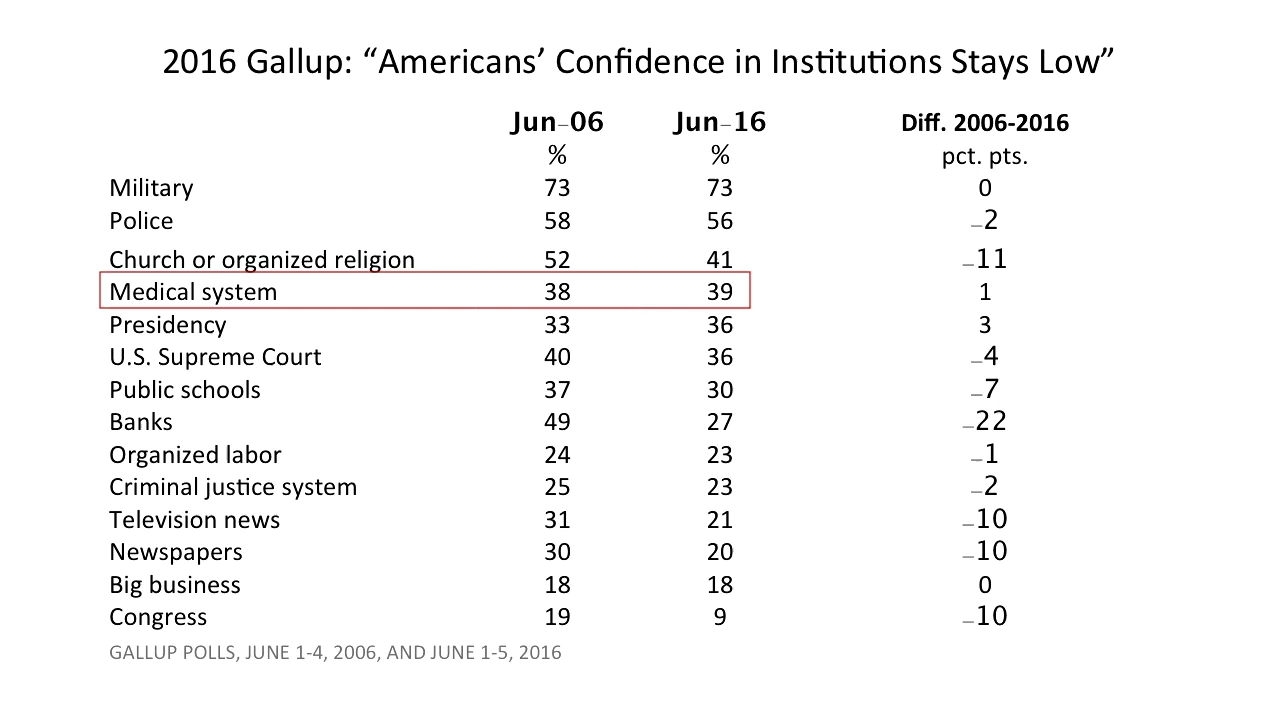 2016 Gallup: “Americans’ Confidence in Institutions Stays Low”
Jun–06 Jun–16 Diff. 2006-2016
% % pct. pts.
Military 73 73 0
Police 58 56 –2
Church or organized religion 52 41 –11
Medical system 38 39 1
Presidency 33 36 3
U.S. Supreme Court 40 36 –4
Public schools 37 30 –7
Banks 49 27 –22
Organized labor 24 23 –1
Criminal justice system 25 23 –2
Television news 31 21 –10
Newspapers 30 20 –10
Big business 18 18 0
Congress 19 9 –10
GALLUP POLLS, JUNE 1-4, 2006, AND JUNE 1-5, 2016